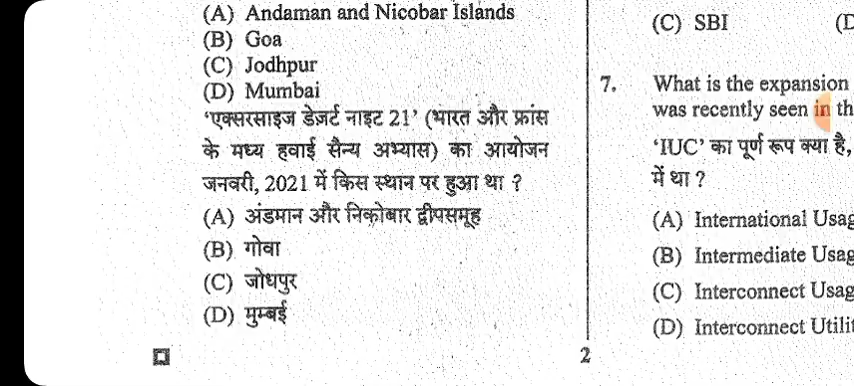 (A) Andaman and Nicobar Islands
(B) Goa
(C) Jodhpur
(D) Mumbai
‘एक्सरसाइज डेज़र्ट नाइट 21’ (भारत और फ्रांस
के मध्य हवाई सैन्य अभ्यास) का आयोजन
जनवरी, 2021 में किस स्थान पर हुआ था ?
(A) अंडमान और निकोबार द्वीपसमूह
(B) गोवा
(C) जोधपुर
(D) मुम्बई
2
(C) SBI (D
7. What is the expansion
was recently seen in th
‘IUC’ का पूर्ण रूप क्या है,
में था ?
(A) International Usag
(B) Intermediate Usag
(C) Interconnect Usag
(D) Interconnect Utilit